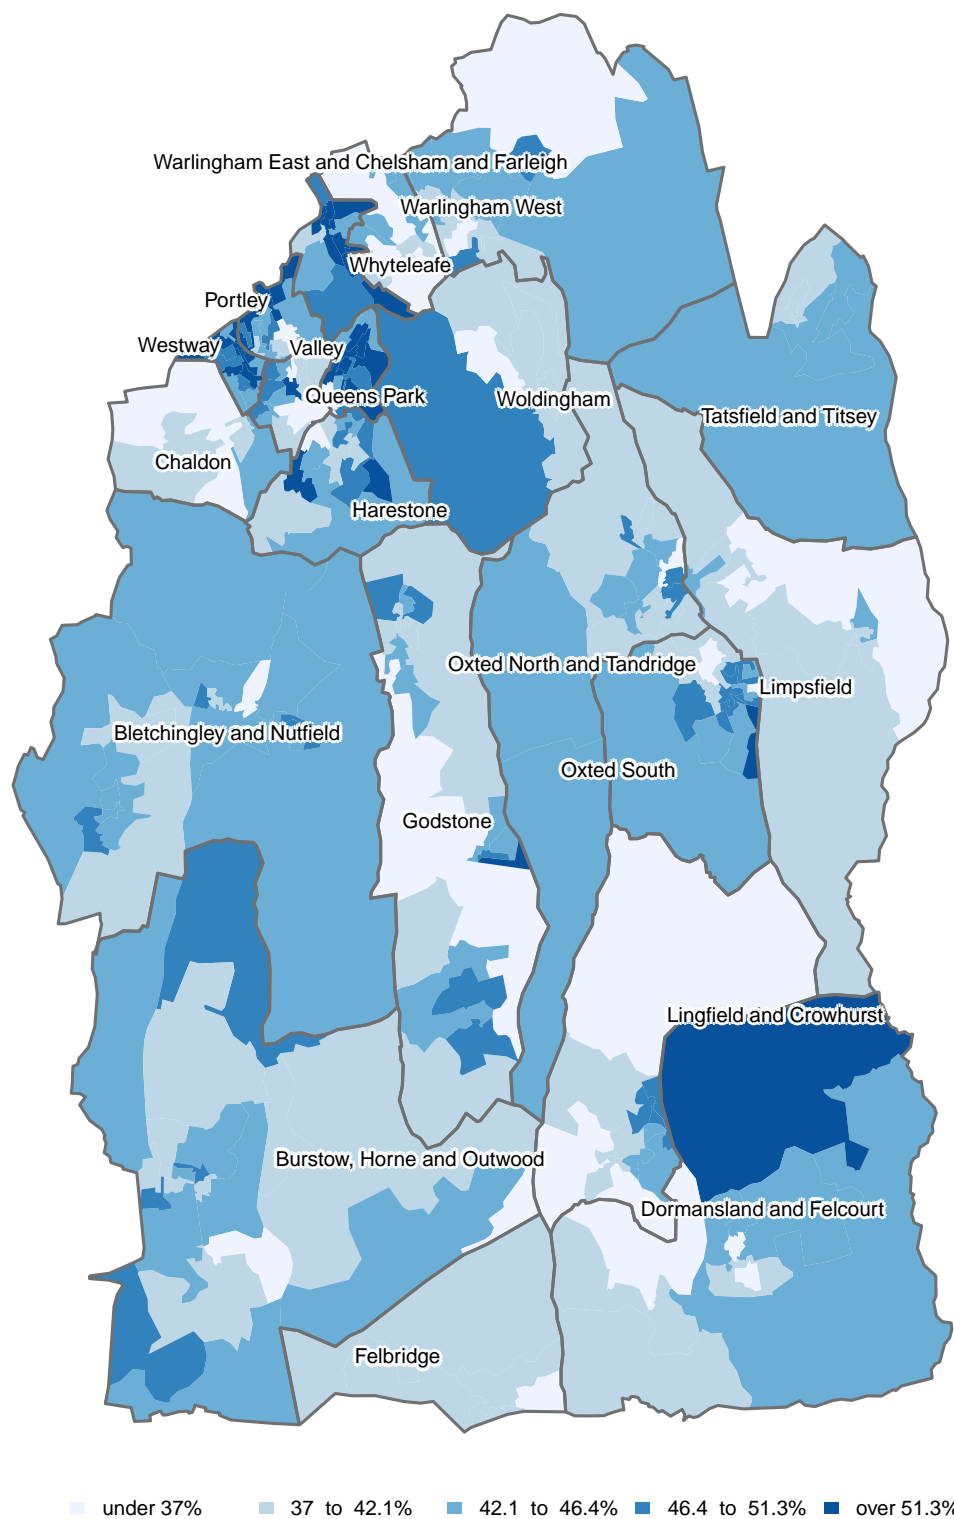 Warlingham East and Chelsham and Farleigh
Warlingham West
Whyteleafe
Portley
Westway
Valley
Queens Park
Woldingham
Tatsfield and Titsey
Chaldon
Harestone
Oxted North and Tandridge
Limpsfield
Bletchingley and Nutfield
Oxted South
Godstone
Lingfield and Crowhurst
Burstow, Horne and Outwood
Dormansland and Felcourt
Felbridge
under 37% 37 to 42.1% 42.1 to 46.4% 46.4 to 51.3% over 51.3%